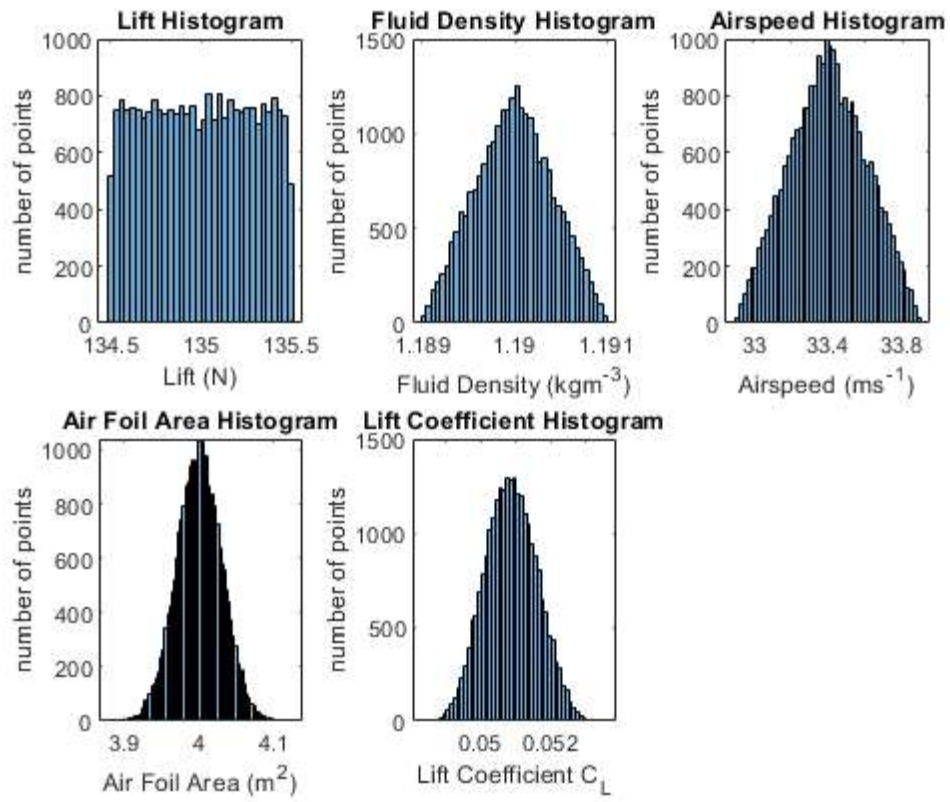 Lift Histogram
1000
800
600
400
200
0
number of points
134.5 135 135.5
Lift (N)
Fluid Density Histogram
1500
1000
500
0
number of points
1.189 1.19 1.191
Fluid Density (kgm⁻³)
Airspeed Histogram
1000
800
600
400
200
0
number of points
33 33.4 33.8
Airspeed (ms⁻¹)
Air Foil Area Histogram
1000
800
600
400
200
0
number of points
3.9 4 4.1
Air Foil Area (m²)
Lift Coefficient Histogram
1500
1000
500
0
number of points
0.05 0.052
Lift Coefficient C_L